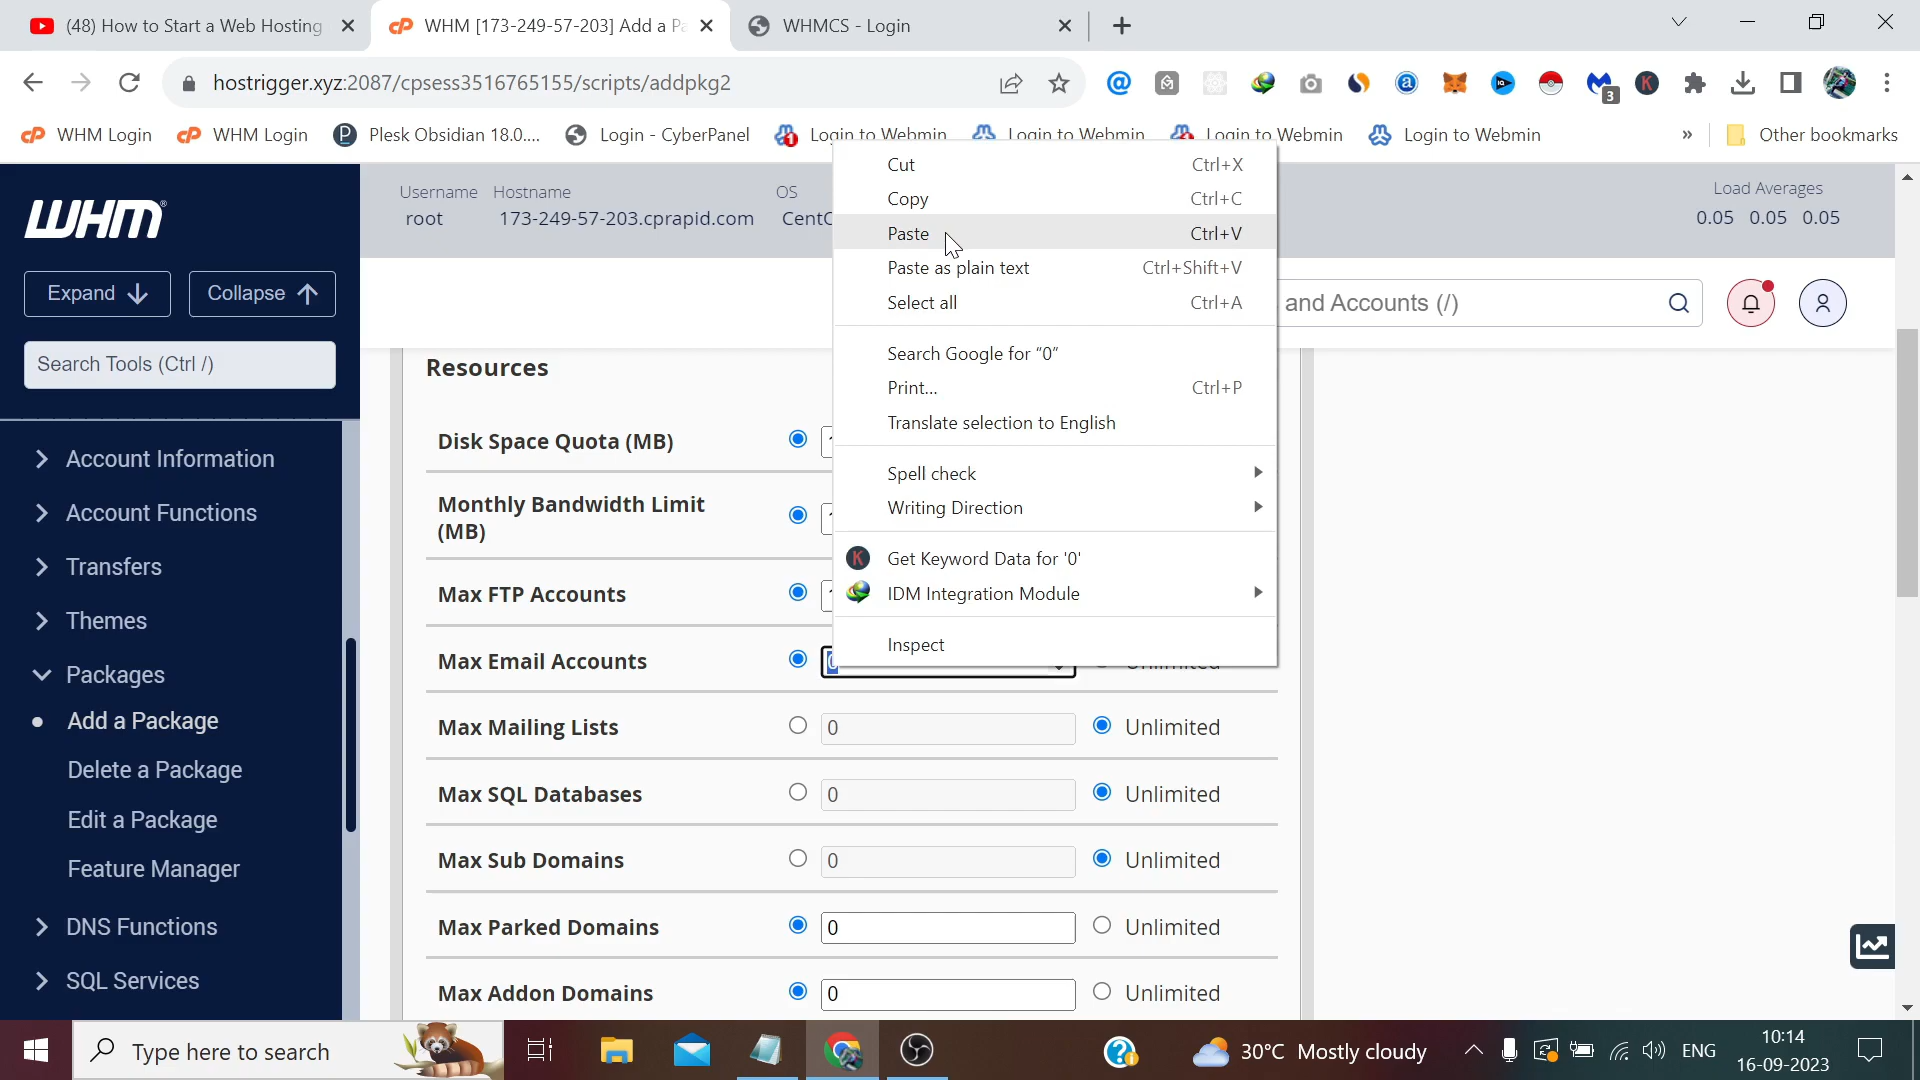 (48) How to Start a Web Hosting
WHM [173-249-57-203] Add a Pa
WHMCS - Login
hostrigger.xyz:2087/cpsess3516765155/scripts/addpkg2
3
WHM Login
WHM Login
Plesk Obsidian 18.0....
Login - CyberPanel
Login to Webmin
Login to Webmin
Login to Webmin
Login to Webmin
»
Other bookmarks
WHM
Expand
Collapse
Search Tools (Ctrl /)
Account Information
Account Functions
Transfers
Themes
Packages
Add a Package
Delete a Package
Edit a Package
Feature Manager
DNS Functions
SQL Services
Username Hostname OS
root 173-249-57-203.cprapid.com CentO
Load Averages
0.05 0.05 0.05
and Accounts (/)
Cut Ctrl+X
Copy Ctrl+C
Paste Ctrl+V
Paste as plain text Ctrl+Shift+V
Select all Ctrl+A
Search Google for “0”
Print... Ctrl+P
Translate selection to English
Spell check
Writing Direction
Get Keyword Data for '0'
IDM Integration Module
Inspect
Resources
Disk Space Quota (MB)
Monthly Bandwidth Limit
(MB)
Max FTP Accounts
Max Email Accounts 0 Unlimited
Max Mailing Lists 0 Unlimited
Max SQL Databases 0 Unlimited
Max Sub Domains 0 Unlimited
Max Parked Domains 0 Unlimited
Max Addon Domains 0 Unlimited
Type here to search
30°C Mostly cloudy
ENG
10:14
16-09-2023